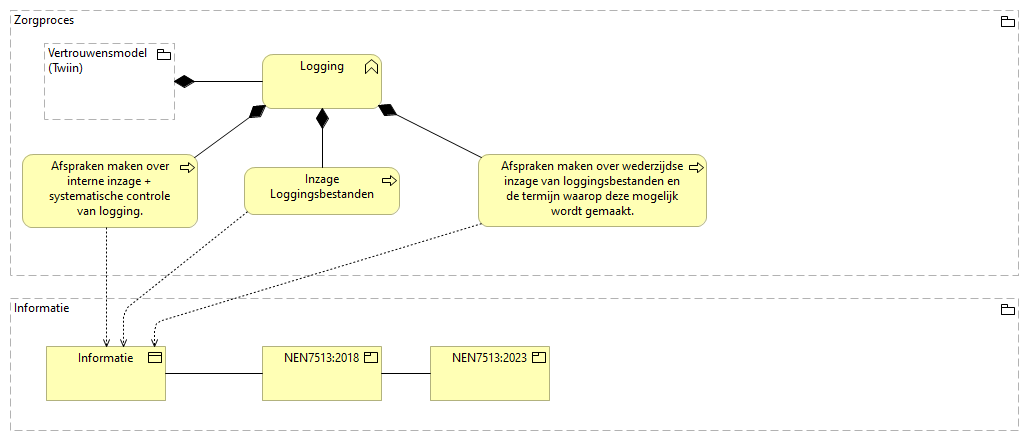 Zorgproces
Vertrouwensmodel
(Twiin)
Logging
Afspraken maken over
interne inzage +
systematische controle
van logging.
Inzage
Loggingsbestanden
Afspraken maken over wederzijdse
inzage van loggingsbestanden en
de termijn waarop deze mogelijk
wordt gemaakt.
Informatie
Informatie
NEN7513:2018
NEN7513:2023